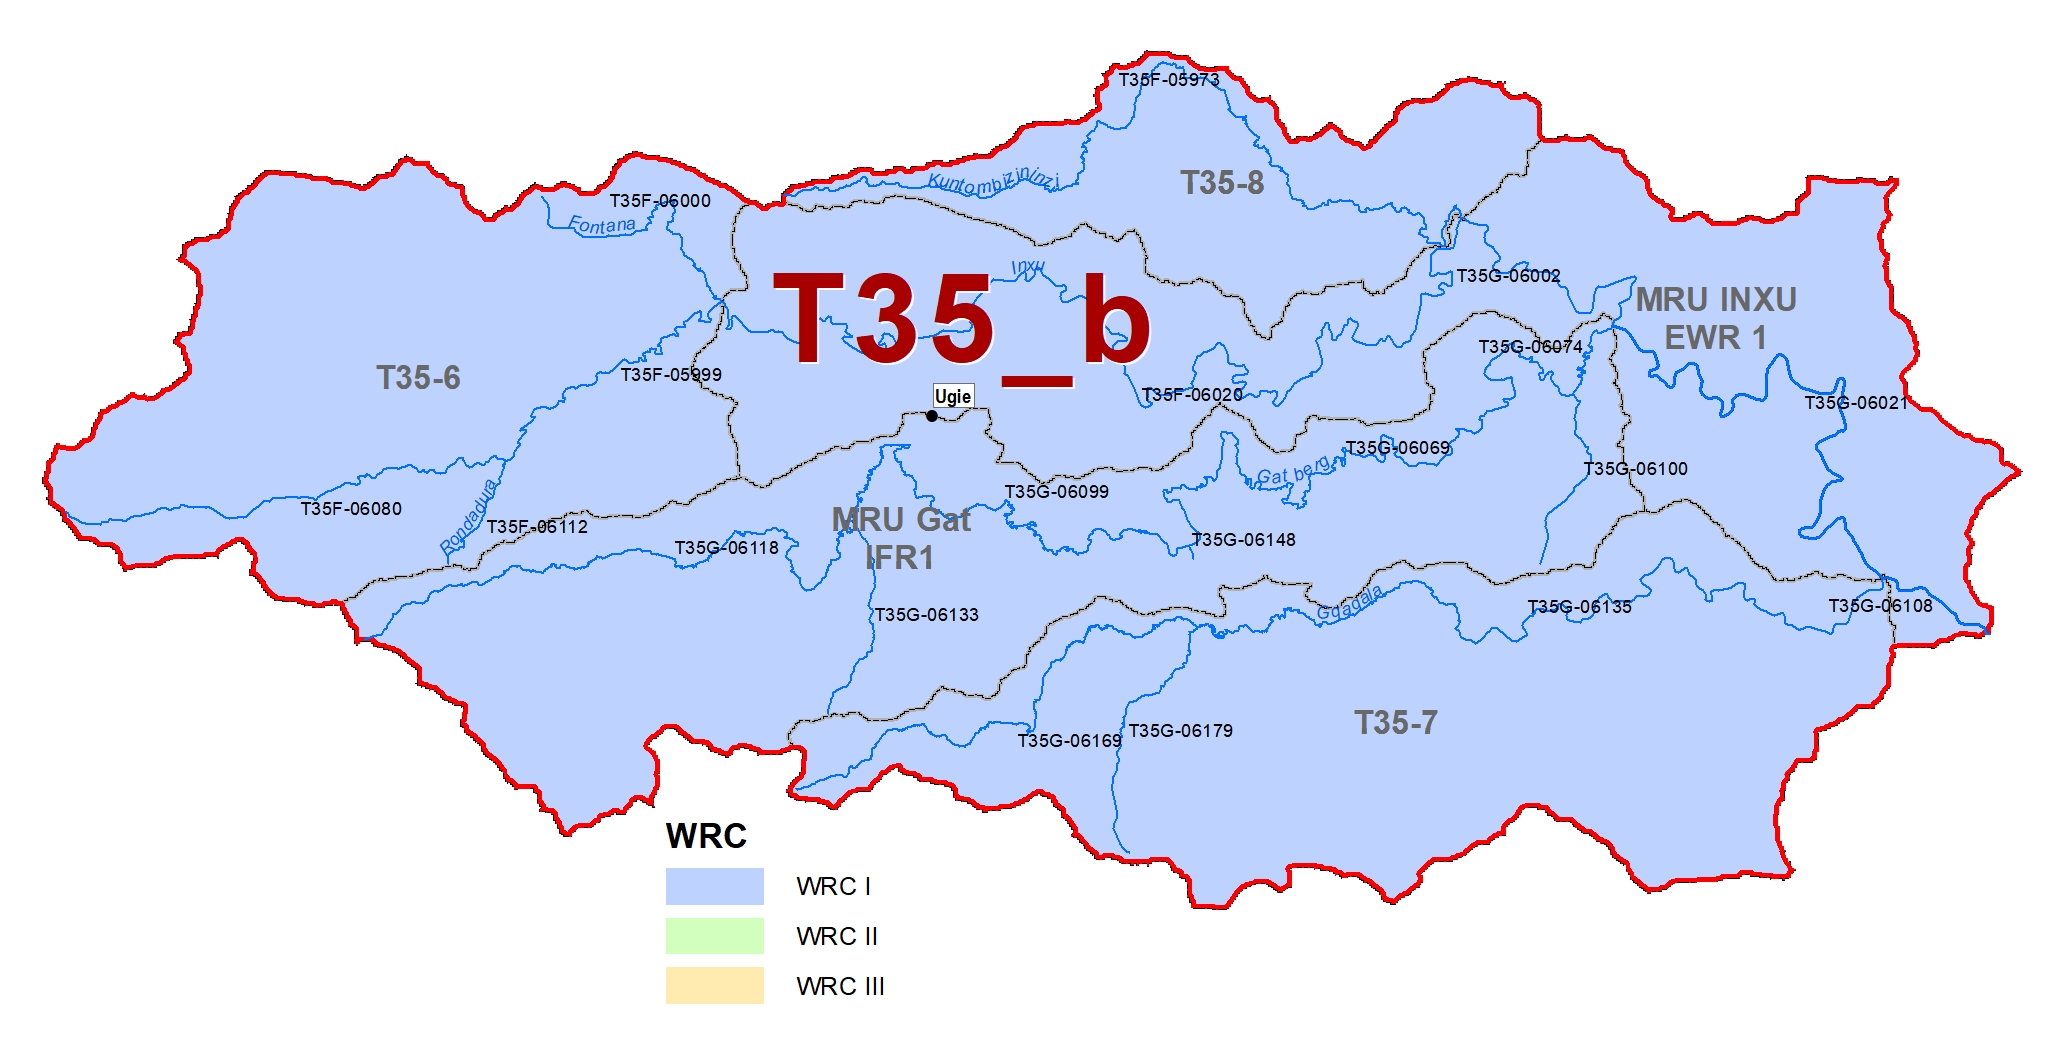 T35F-05973
Kuntombizininzi
T35-8
T35F-06000
Fontana
Inxu
T35_b
T35G-06002
MRU INXU
EWR 1
T35-6
T35F-05999
T35G-06074
Ugie
T35F-06020
T35G-06021
T35G-06069
Gat berg
T35G-06100
T35F-06080
Rondadura
T35F-06112
T35G-06099
MRU Gat
IFR1
T35G-06118
T35G-06148
T35G-06133
Gqaqala
T35G-06135
T35G-06108
T35-7
T35G-06169
T35G-06179
WRC
WRC I
WRC II
WRC III